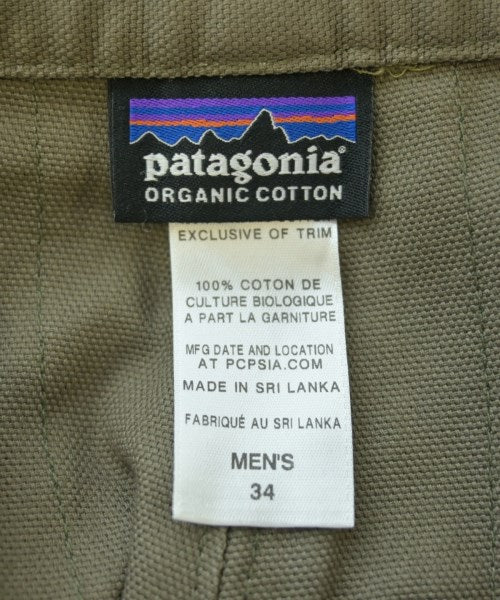 patagonia®
ORGANIC COTTON
EXCLUSIVE OF TRIM
100% COTON DE
CULTURE BIOLOGIQUE
A PART LA GARNITURE
MFG DATE AND LOCATION
AT PCPSIA.COM
MADE IN SRI LANKA
FABRIQUÉ AU SRI LANKA
MEN'S
34